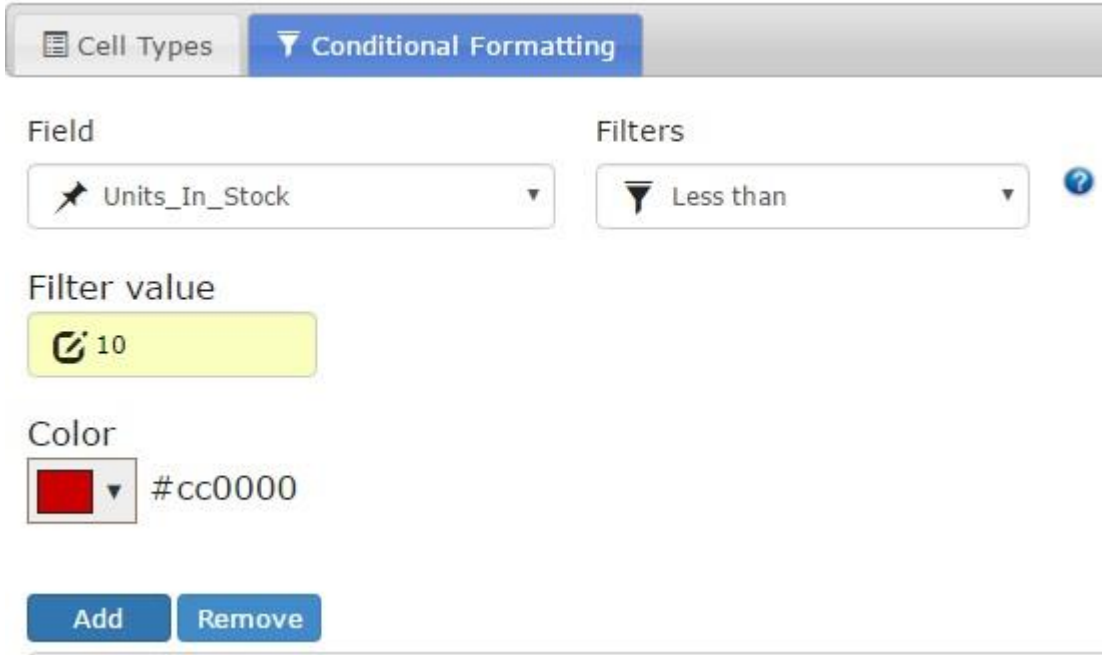 Cell Types Conditional Formatting
Field Filters
Units_In_Stock Less than
Filter value
10
Color
#cc0000
Add Remove